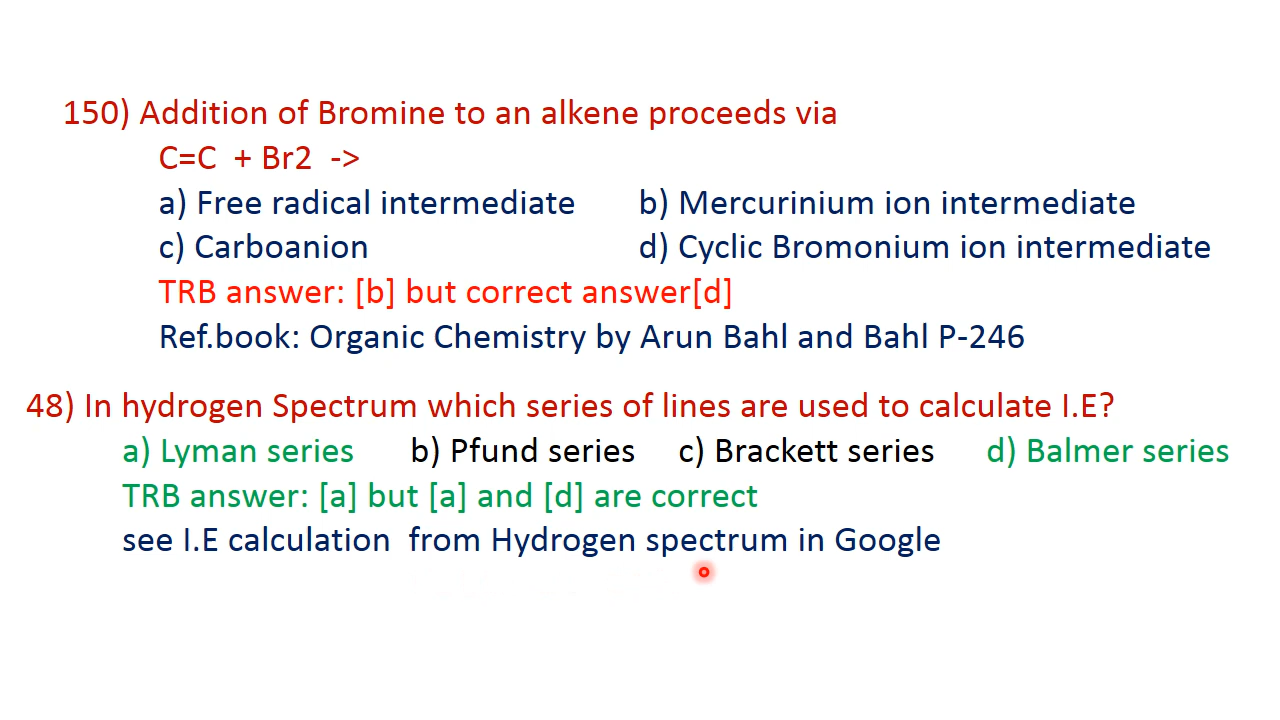 150) Addition of Bromine to an alkene proceeds via
C=C + Br2 ->
a) Free radical intermediate b) Mercurinium ion intermediate
c) Carboanion d) Cyclic Bromonium ion intermediate
TRB answer: [b] but correct answer[d]
Ref.book: Organic Chemistry by Arun Bahl and Bahl P-246
48) In hydrogen Spectrum which series of lines are used to calculate I.E?
a) Lyman series b) Pfund series c) Brackett series d) Balmer series
TRB answer: [a] but [a] and [d] are correct
see I.E calculation from Hydrogen spectrum in Google